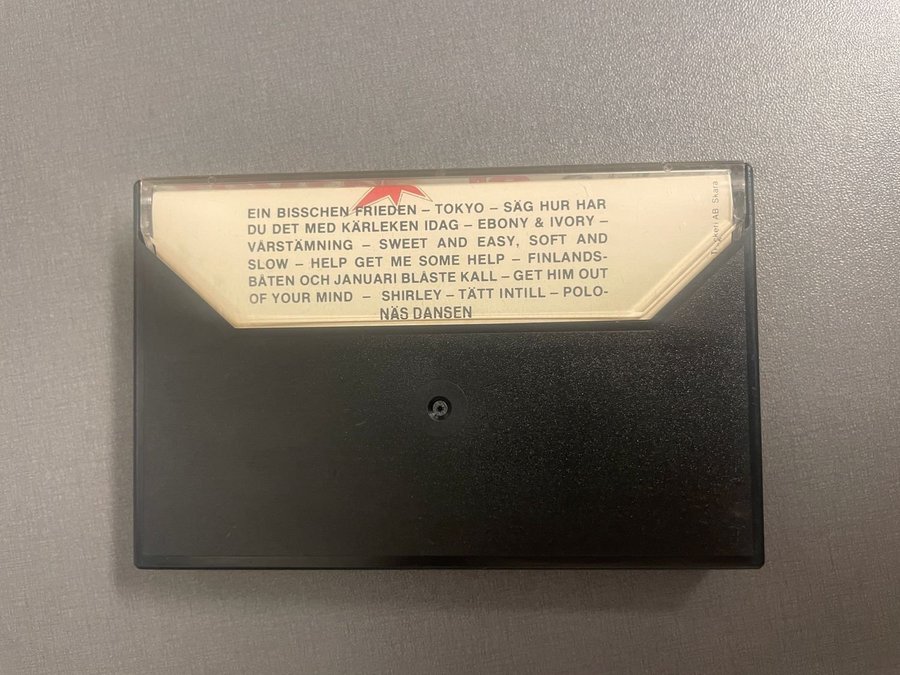 EIN BISSCHEN FRIEDEN – TOKYO – SÄG HUR HAR
DU DET MED KÄRLEKEN IDAG – EBONY & IVORY –
VÅRSTÄMNING – SWEET AND EASY, SOFT AND
SLOW – HELP GET ME SOME HELP – FINLANDS-
BÅTEN OCH JANUARI BLÅSTE KALL – GET HIM OUT
OF YOUR MIND – SHIRLEY – TÄTT INTILL – POLO-
NÄS DANSEN
AB Skara